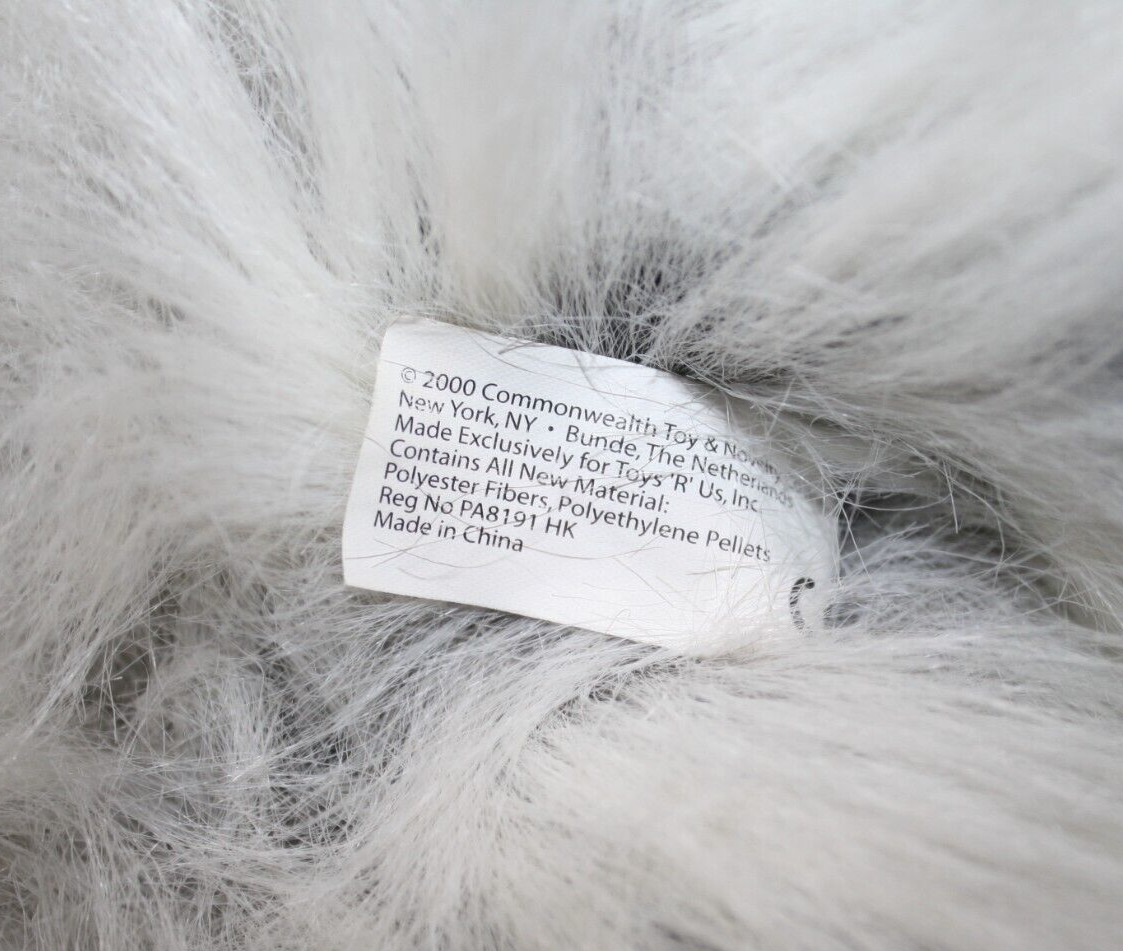 © 2000 Commonwealth Toy & Novelty
New York, NY • Bunde, The Netherlands
Made Exclusively for Toys 'R' Us, Inc
Contains All New Material:
Polyester Fibers, Polyethylene Pellets
Reg No PA8191 HK
Made in China